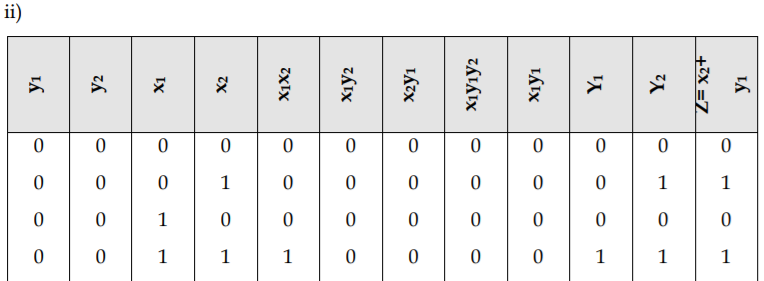 ii)
y₁ y₂ x₁ x₂ x₁x₂ x₁y₂ x₂y₁ x₁y₁y₂ x₁y₁ Y₁ Y₂ Z= x₂+ y₁
0 0 0 0 0 0 0 0 0 0 0 0
0 0 0 1 0 0 0 0 0 0 1 1
0 0 1 0 0 0 0 0 0 0 0 0
0 0 1 1 1 0 0 0 0 1 1 1